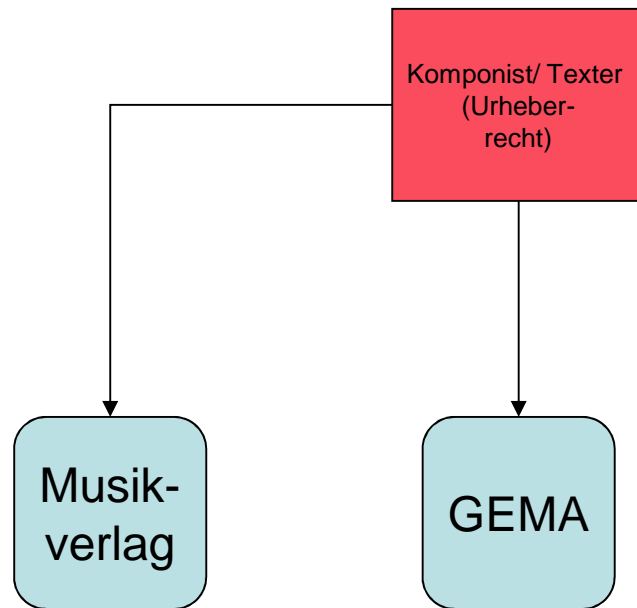 Komponist/ Texter
(Urheber-
recht)
Musik-
verlag
GEMA